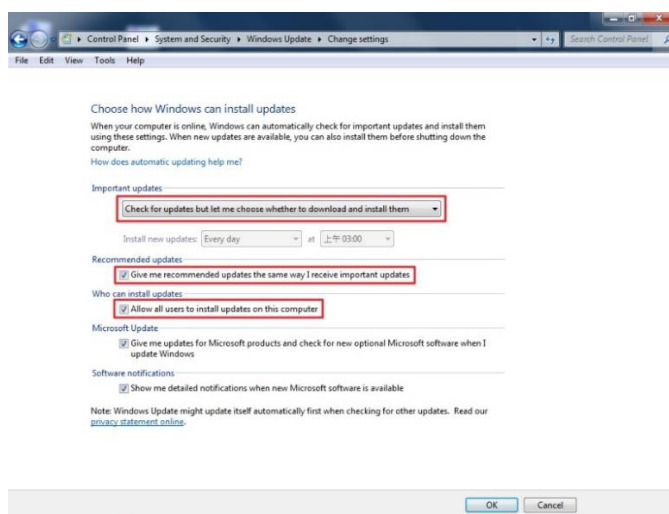 Control Panel ▸ System and Security ▸ Windows Update ▸ Change settings
Search Control Panel
File Edit View Tools Help
Choose how Windows can install updates
When your computer is online, Windows can automatically check for important updates and install them
using these settings. When new updates are available, you can also install them before shutting down the
computer.
How does automatic updating help me?
Important updates
Check for updates but let me choose whether to download and install them
Install new updates: Every day at 上午 03:00
Recommended updates
Give me recommended updates the same way I receive important updates
Who can install updates
Allow all users to install updates on this computer
Microsoft Update
Give me updates for Microsoft products and check for new optional Microsoft software when I
update Windows
Software notifications
Show me detailed notifications when new Microsoft software is available
Note: Windows Update might update itself automatically first when checking for other updates. Read our
privacy statement online.
OK Cancel